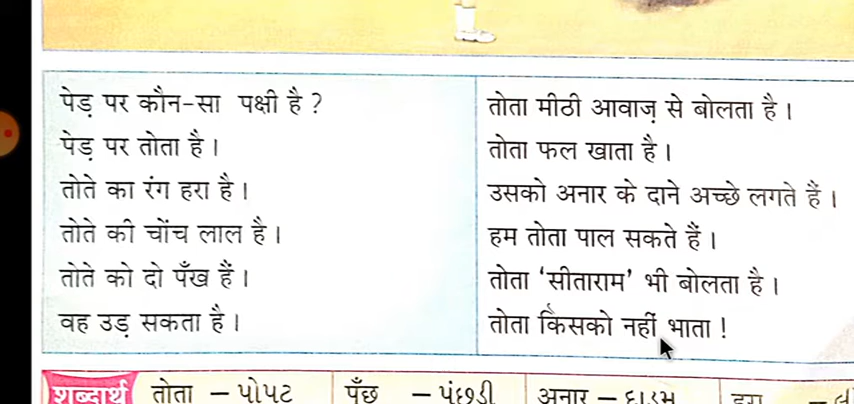 पेड़ पर कौन-सा पक्षी है ?
पेड़ पर तोता है।
तोते का रंग हरा है।
तोते की चोंच लाल है।
तोते को दो पँख हैं।
वह उड़ सकता है।
तोता मीठी आवाज़ से बोलता है।
तोता फल खाता है।
उसको अनार के दाने अच्छे लगते हैं।
हम तोता पाल सकते हैं।
तोता ‘सीताराम’ भी बोलता है।
तोता किसको नहीं भाता !
शब्दार्थ तोता – પોપટ पूँछ – પૂંછડી अनार – દાડમ